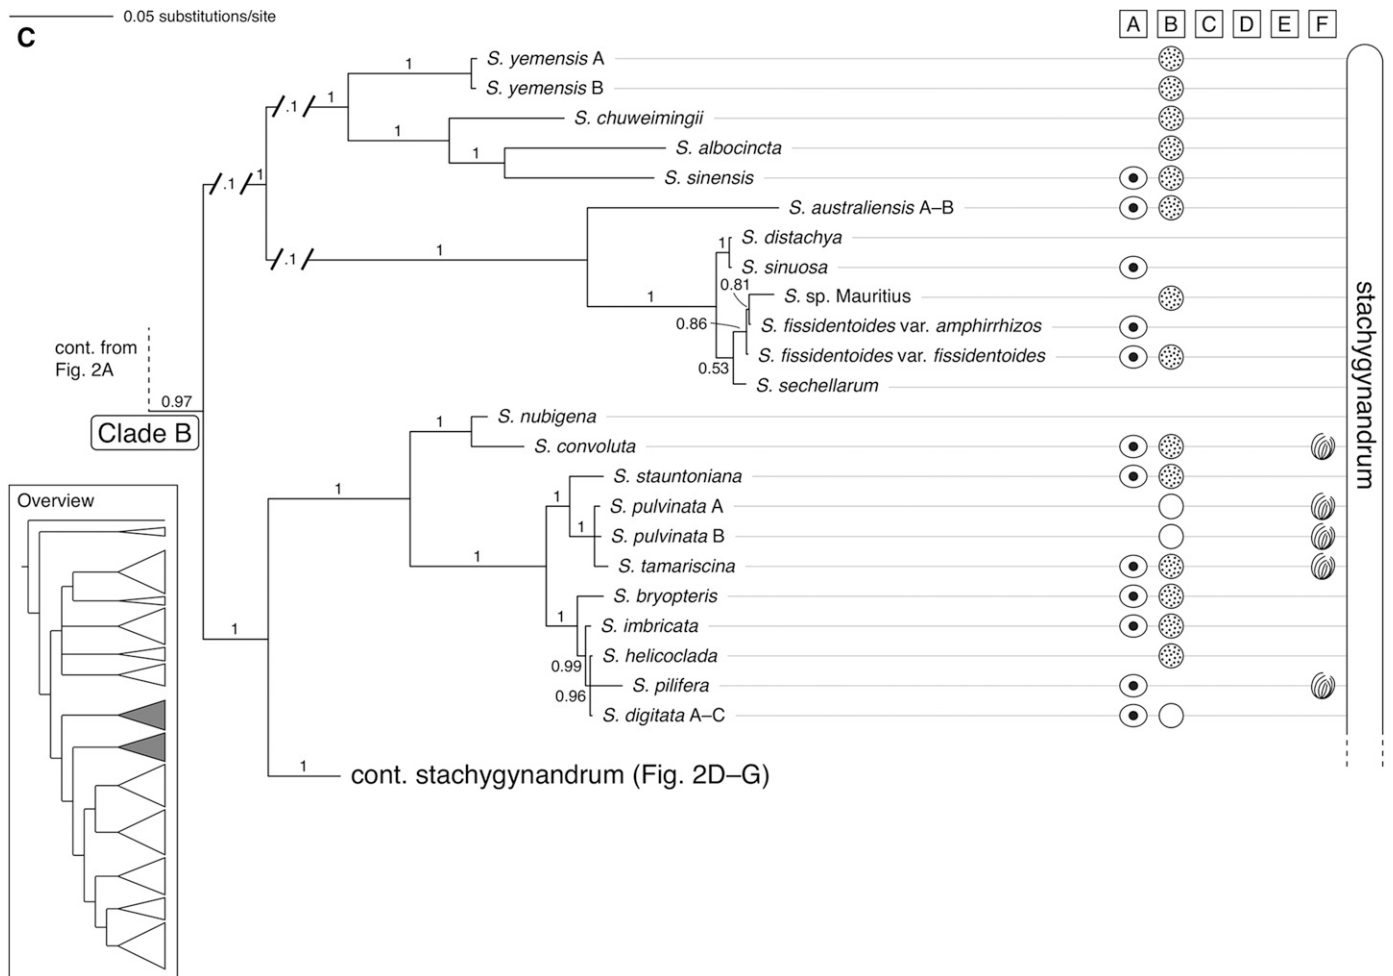 0.05 substitutions/site
C
A B C D E F
1 S. yemensis A
S. yemensis B
1
.1
1 S. chuweimingii
1 S. albocincta
S. sinensis
.1 1
S. australiensis A–B
.1 1
1 S. distachya
S. sinuosa
1
0.81 S. sp. Mauritius
0.86 S. fissidentoides var. amphirrhizos
S. fissidentoides var. fissidentoides
0.53
S. sechellarum
stachygynandrum
cont. from
Fig. 2A
0.97
Clade B
1 S. nubigena
S. convoluta
1
1 S. stauntoniana
S. pulvinata A
1 S. pulvinata B
S. tamariscina
1
S. bryopteris
1 S. imbricata
S. helicoclada
0.99
S. pilifera
0.96
S. digitata A–C
1
1 cont. stachygynandrum (Fig. 2D–G)
Overview